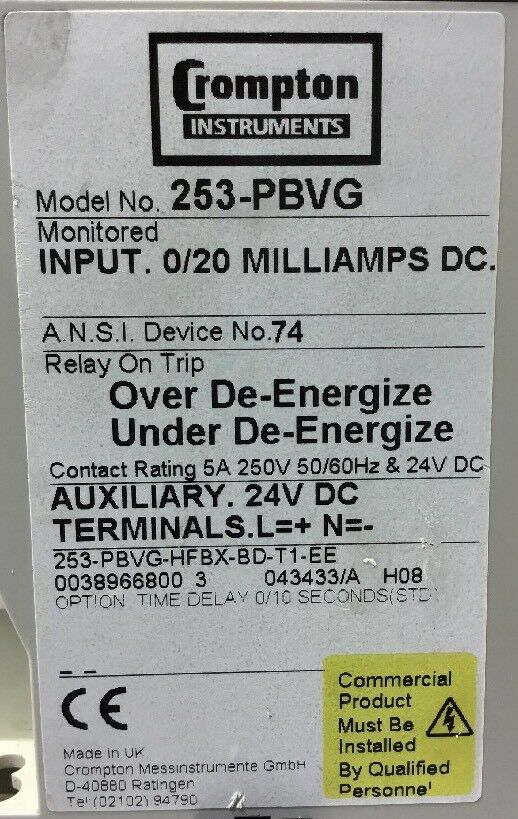 Crompton
INSTRUMENTS
Model No. 253-PBVG
Monitored
INPUT. 0/20 MILLIAMPS DC.
A.N.S.I. Device No.74
Relay On Trip
Over De-Energize
Under De-Energize
Contact Rating 5A 250V 50/60Hz & 24V DC
AUXILIARY. 24V DC
TERMINALS.L=+ N=-
253-PBVG-HFBX-BD-T1-EE
0038966800 3 043433/A H08
OPTION TIME DELAY 0/10 SECONDS(STD)
- -
CE
Made in UK
Crompton Messinstrumente GmbH
D-40880 Ratingen
Tel (02102) 94790
Commercial
Product
Must Be
Installed
By Qualified
Personnel